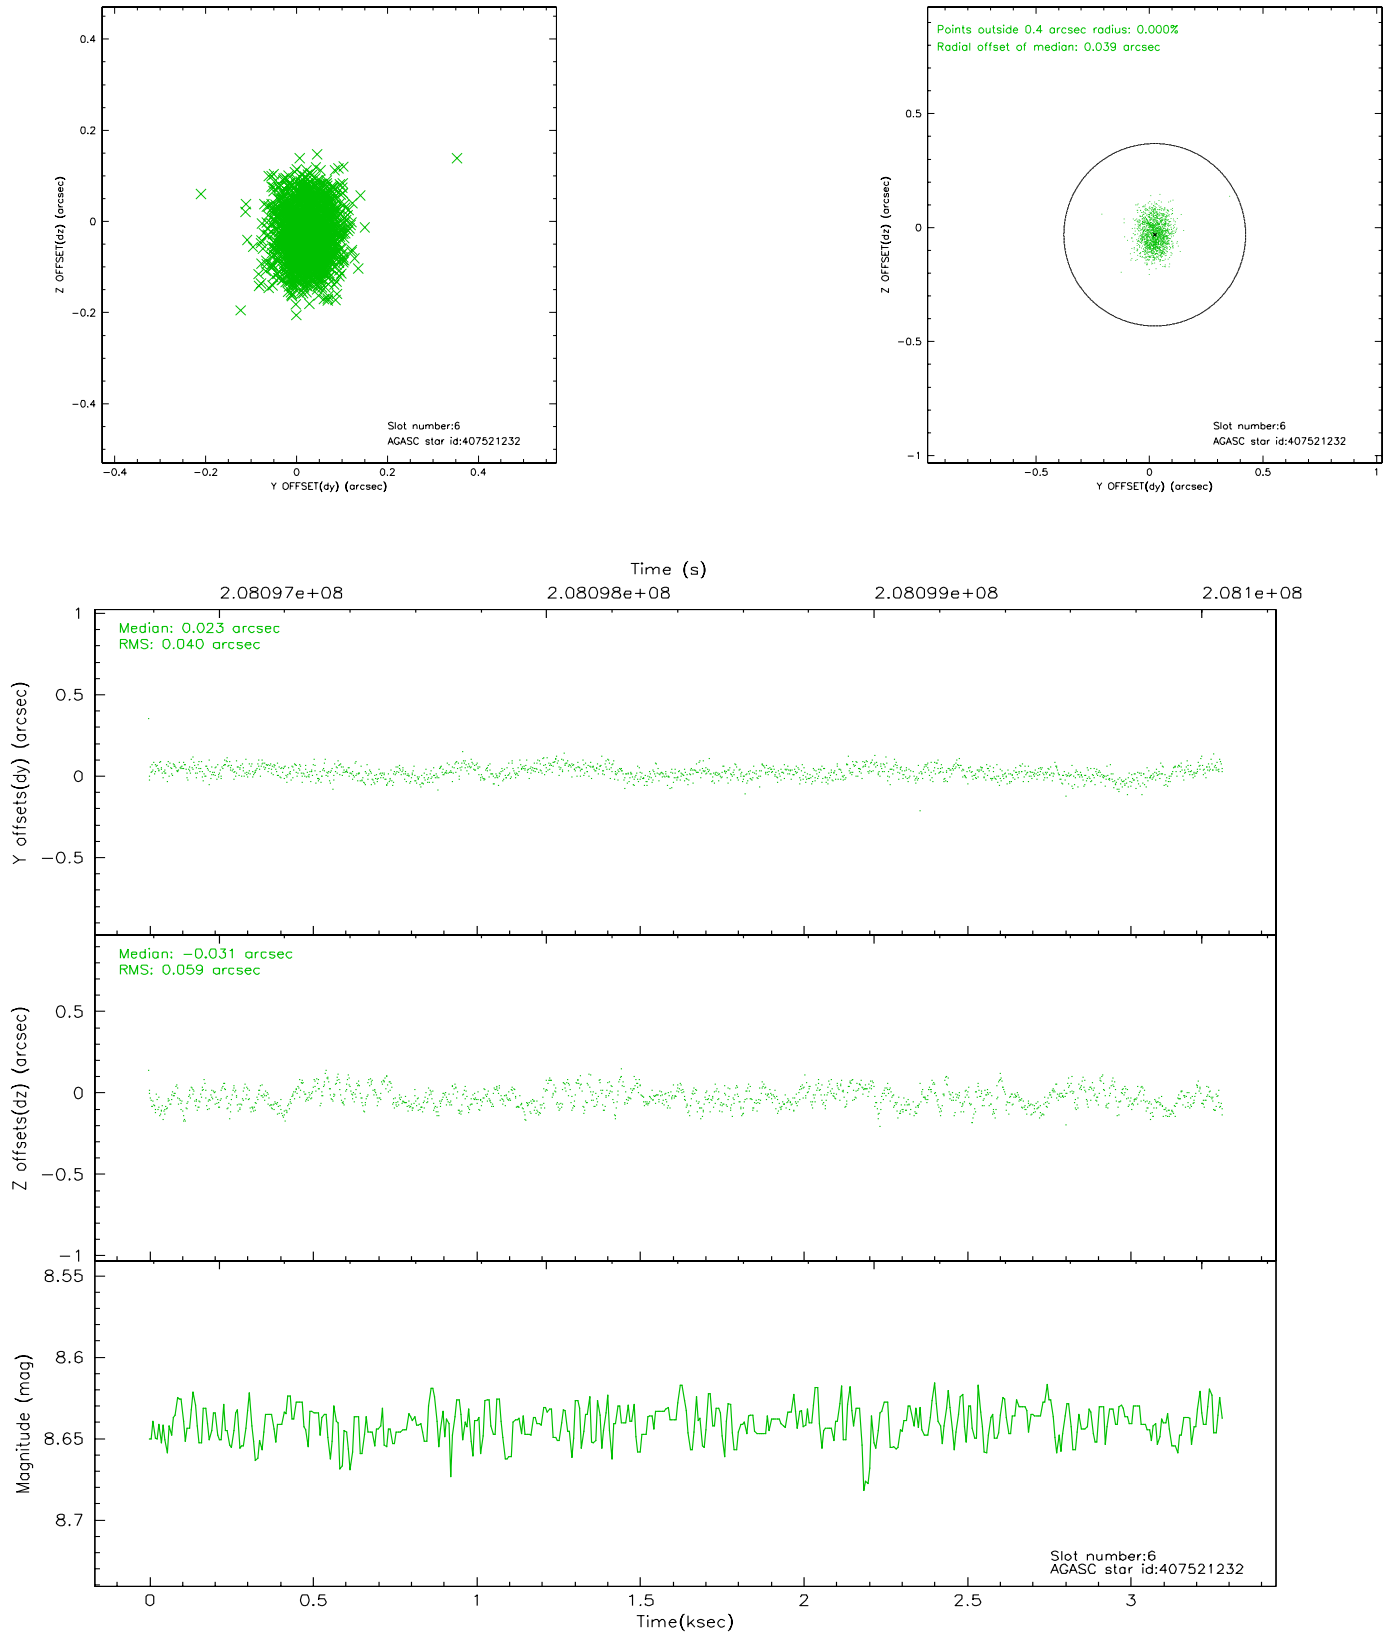 0.4
0.2
0
−0.2
−0.4
Z OFFSET(dz) (arcsec)
Slot number:6
AGASC star id:407521232
−0.4 −0.2 0 0.2 0.4
Y OFFSET(dy) (arcsec)
Points outside 0.4 arcsec radius: 0.000%
Radial offset of median: 0.039 arcsec
0.5
0
−0.5
−1
Z OFFSET(dz) (arcsec)
Slot number:6
AGASC star id:407521232
−0.5 0 0.5 1
Y OFFSET(dy) (arcsec)
Time (s)
2.08097e+08 2.08098e+08 2.08099e+08 2.081e+08
Median: 0.023 arcsec
RMS: 0.040 arcsec
1
0.5
0
−0.5
Y offsets(dy) (arcsec)
Median: −0.031 arcsec
RMS: 0.059 arcsec
0.5
0
−0.5
−1
Z offsets(dz) (arcsec)
8.55
8.6
8.65
8.7
Magnitude (mag)
Slot number:6
AGASC star id:407521232
0 0.5 1 1.5 2 2.5 3
Time(ksec)